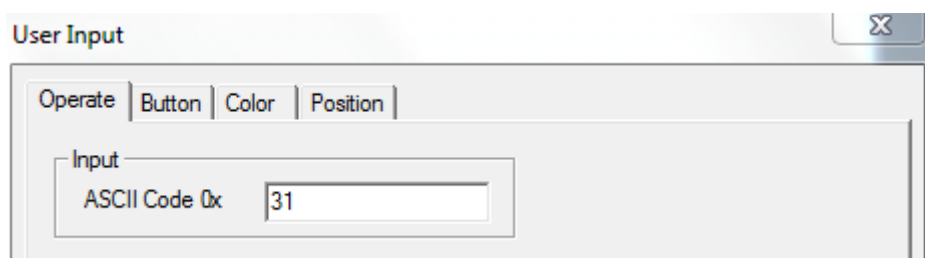 User Input
Operate Button Color Position
Input
ASCII Code 0x 31